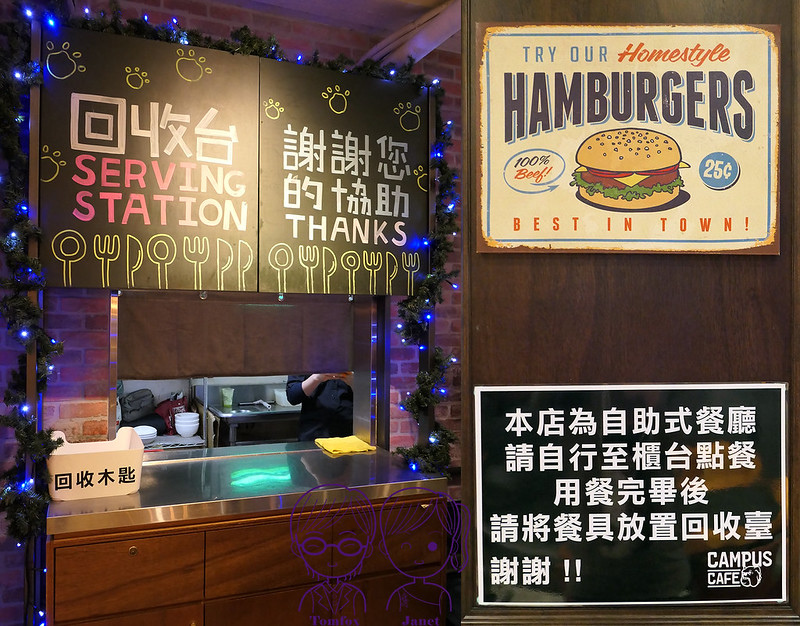 回收台
SERVING
STATION
謝謝您
的協助
THANKS
回收木匙
TRY OUR Homestyle
HAMBURGERS
100%
Beef!
25¢
BEST IN TOWN!
本店為自助式餐廳
請自行至櫃台點餐
用餐完畢後
請將餐具放置回收臺
謝謝 !!
CAMPUS
CAFE
Tomfox
Janet